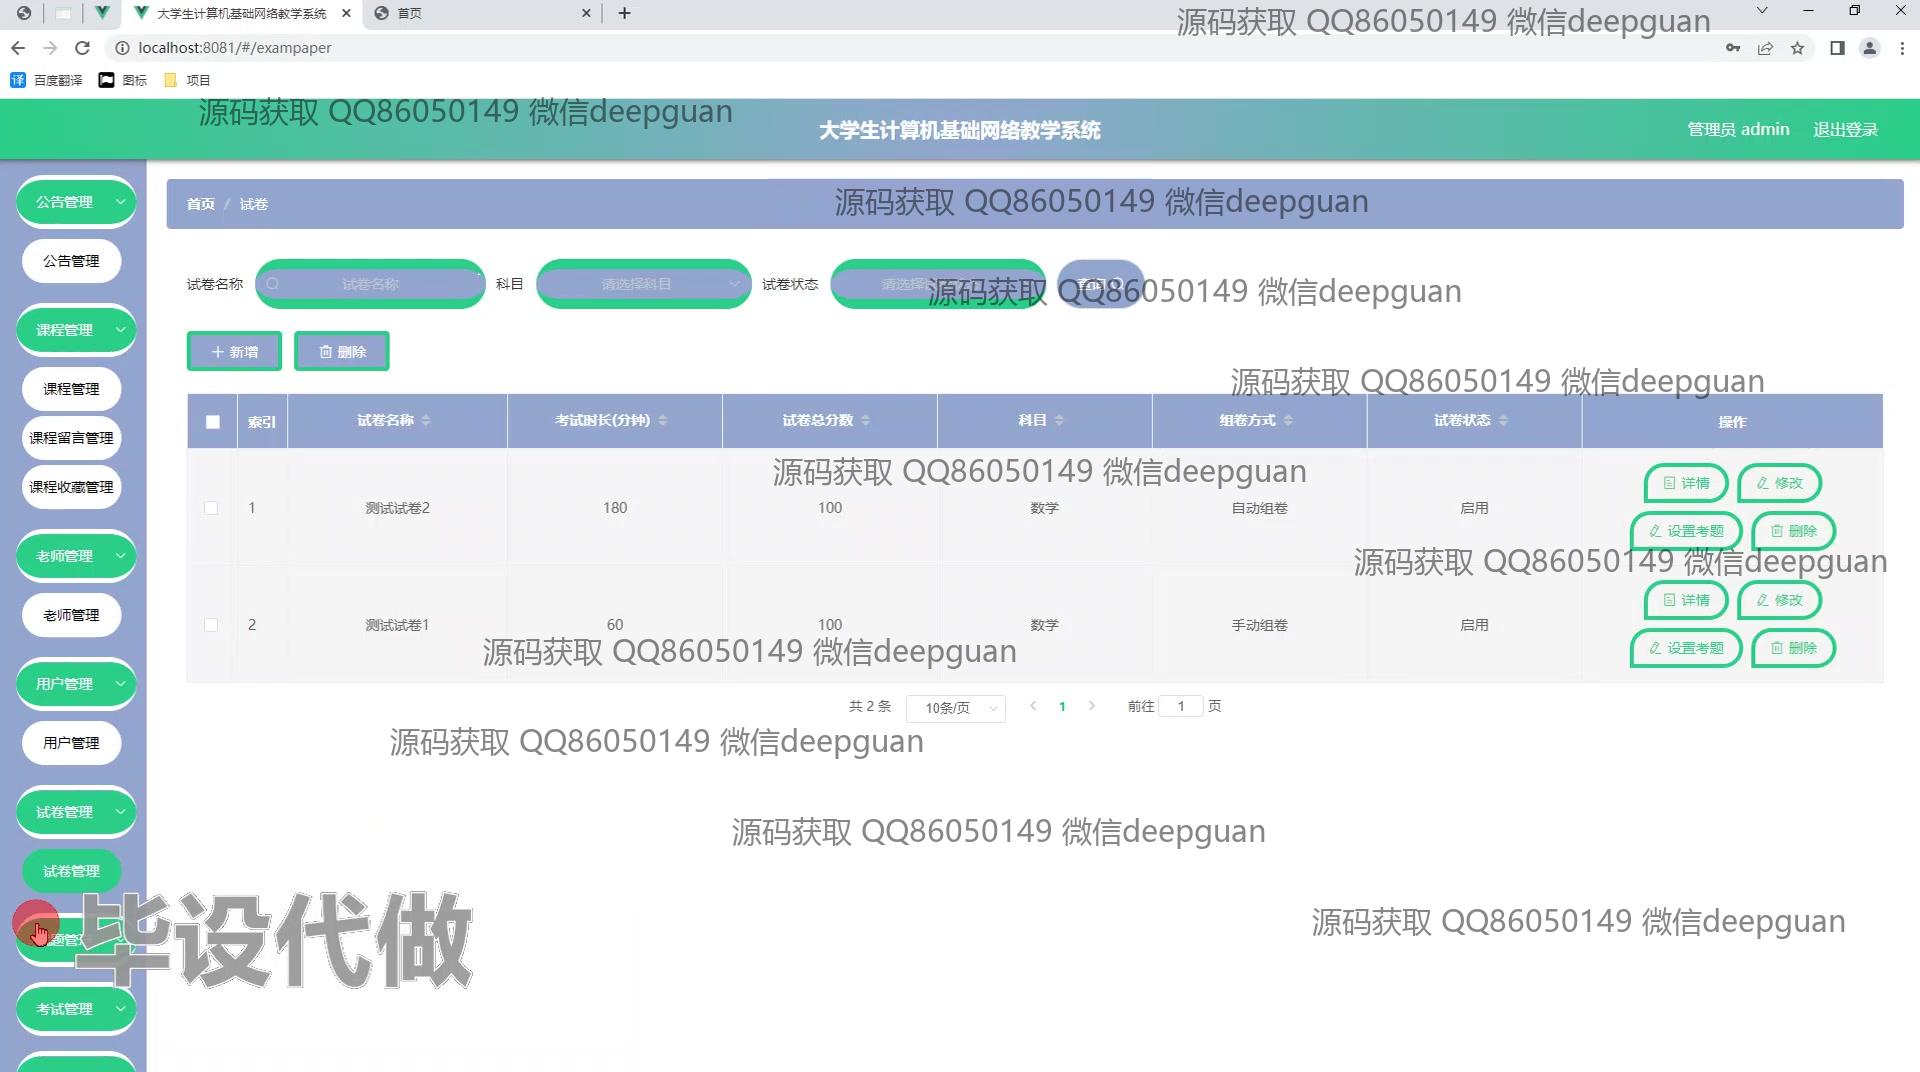 大学生计算机基础网络教学系统
首页
源码获取 QQ86050149 微信deepguan
localhost:8081/#/exampaper
百度翻译 图标 项目
源码获取 QQ86050149 微信deepguan
大学生计算机基础网络教学系统
管理员 admin 退出登录
公告管理
首页 / 试卷
源码获取 QQ86050149 微信deepguan
公告管理
试卷名称 试卷名称 科目 请选择科目 试卷状态 请选择
源码获取 QQ86050149 微信deepguan
课程管理
新增 删除
课程管理
源码获取 QQ86050149 微信deepguan
索引 试卷名称 考试时长(分钟) 试卷总分数 科目 组卷方式 试卷状态 操作
课程留言管理
源码获取 QQ86050149 微信deepguan
课程收藏管理
1 测试试卷2 180 100 数学 自动组卷 启用 详情 修改
设置考题 删除
老师管理
源码获取 QQ86050149 微信deepguan
老师管理
2 测试试卷1 60 100 数学 手动组卷 启用 详情 修改
设置考题 删除
源码获取 QQ86050149 微信deepguan
用户管理
共 2 条 10条/页 1 前往 1 页
用户管理
源码获取 QQ86050149 微信deepguan
试卷管理
源码获取 QQ86050149 微信deepguan
试卷管理
源码获取 QQ86050149 微信deepguan
毕设代做
考试管理